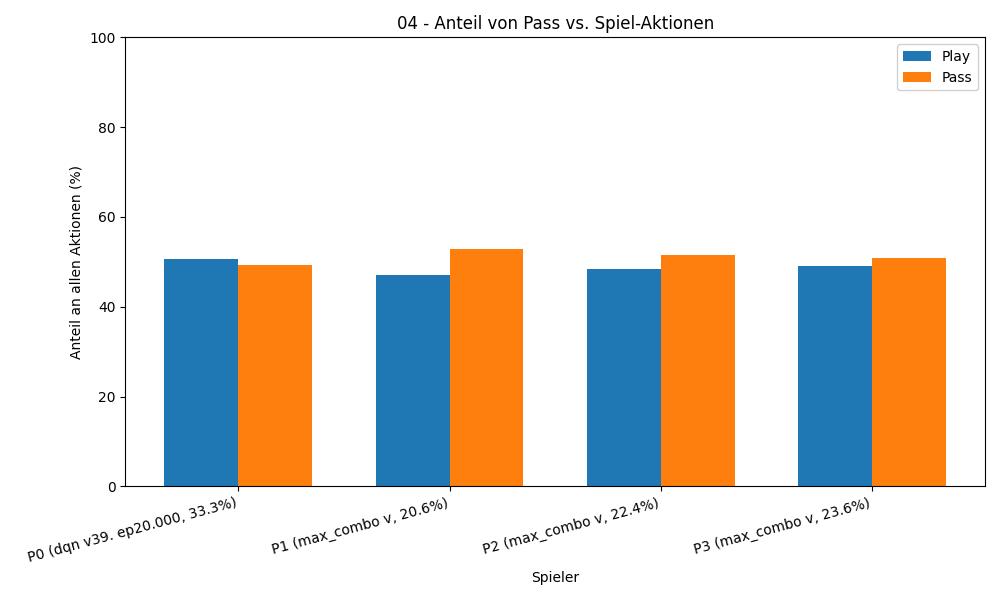 04 - Anteil von Pass vs. Spiel-Aktionen
Play
Pass
Anteil an allen Aktionen (%)
100
80
60
40
20
0
P0 (dqn v39. ep20.000, 33.3%)
P1 (max_combo v, 20.6%)
P2 (max_combo v, 22.4%)
P3 (max_combo v, 23.6%)
Spieler